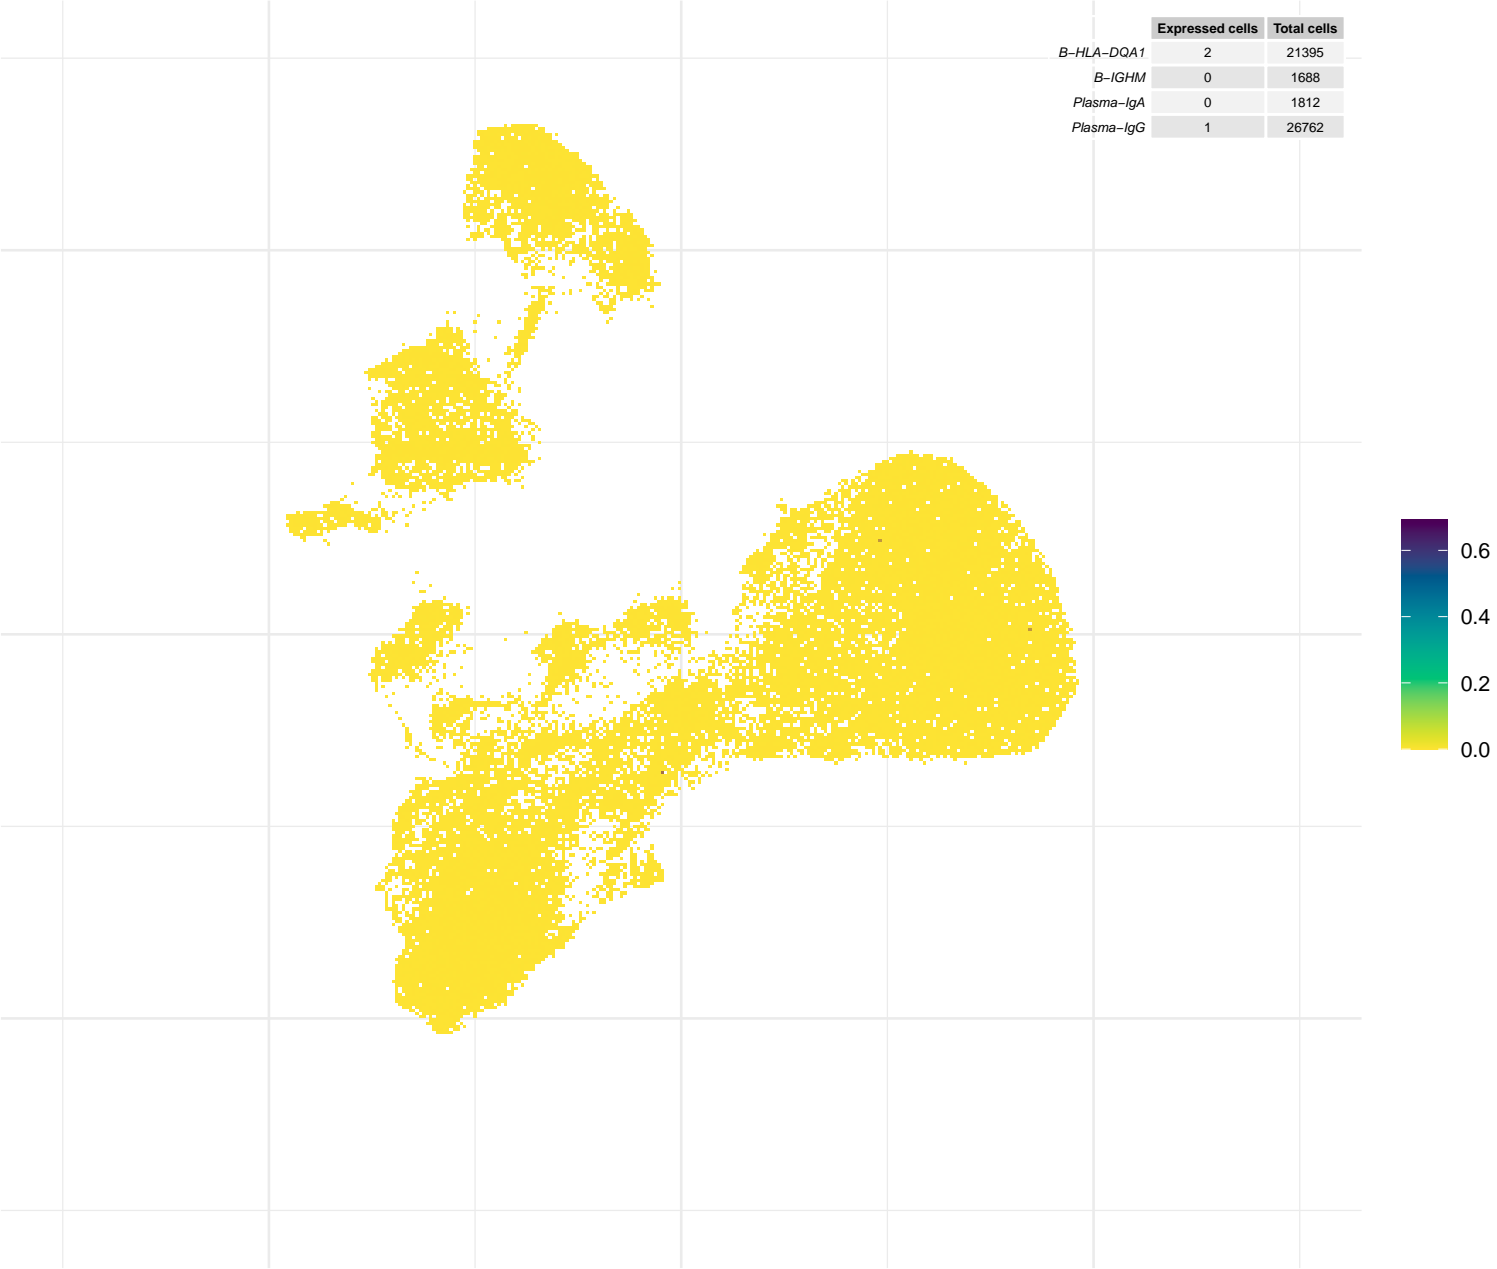 Expressed cells Total cells
B−HLA−DQA1 2 21395
B−IGHM 0 1688
Plasma−IgA 0 1812
Plasma−IgG 1 26762
0.6
0.4
0.2
0.0